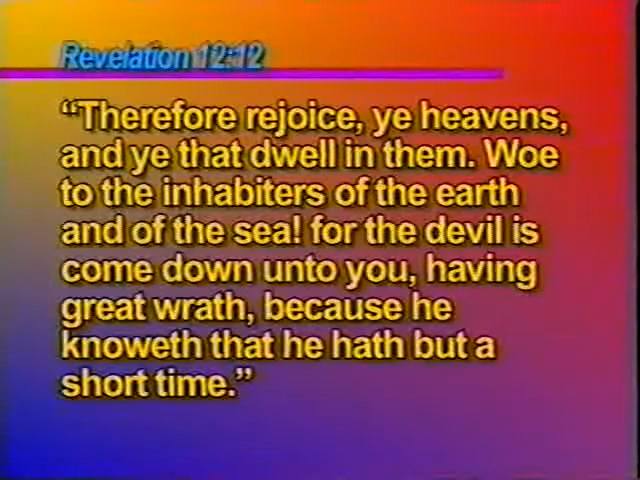 Revelation 12:12
“Therefore rejoice, ye heavens,
and ye that dwell in them. Woe
to the inhabiters of the earth
and of the sea! for the devil is
come down unto you, having
great wrath, because he
knoweth that he hath but a
short time.”